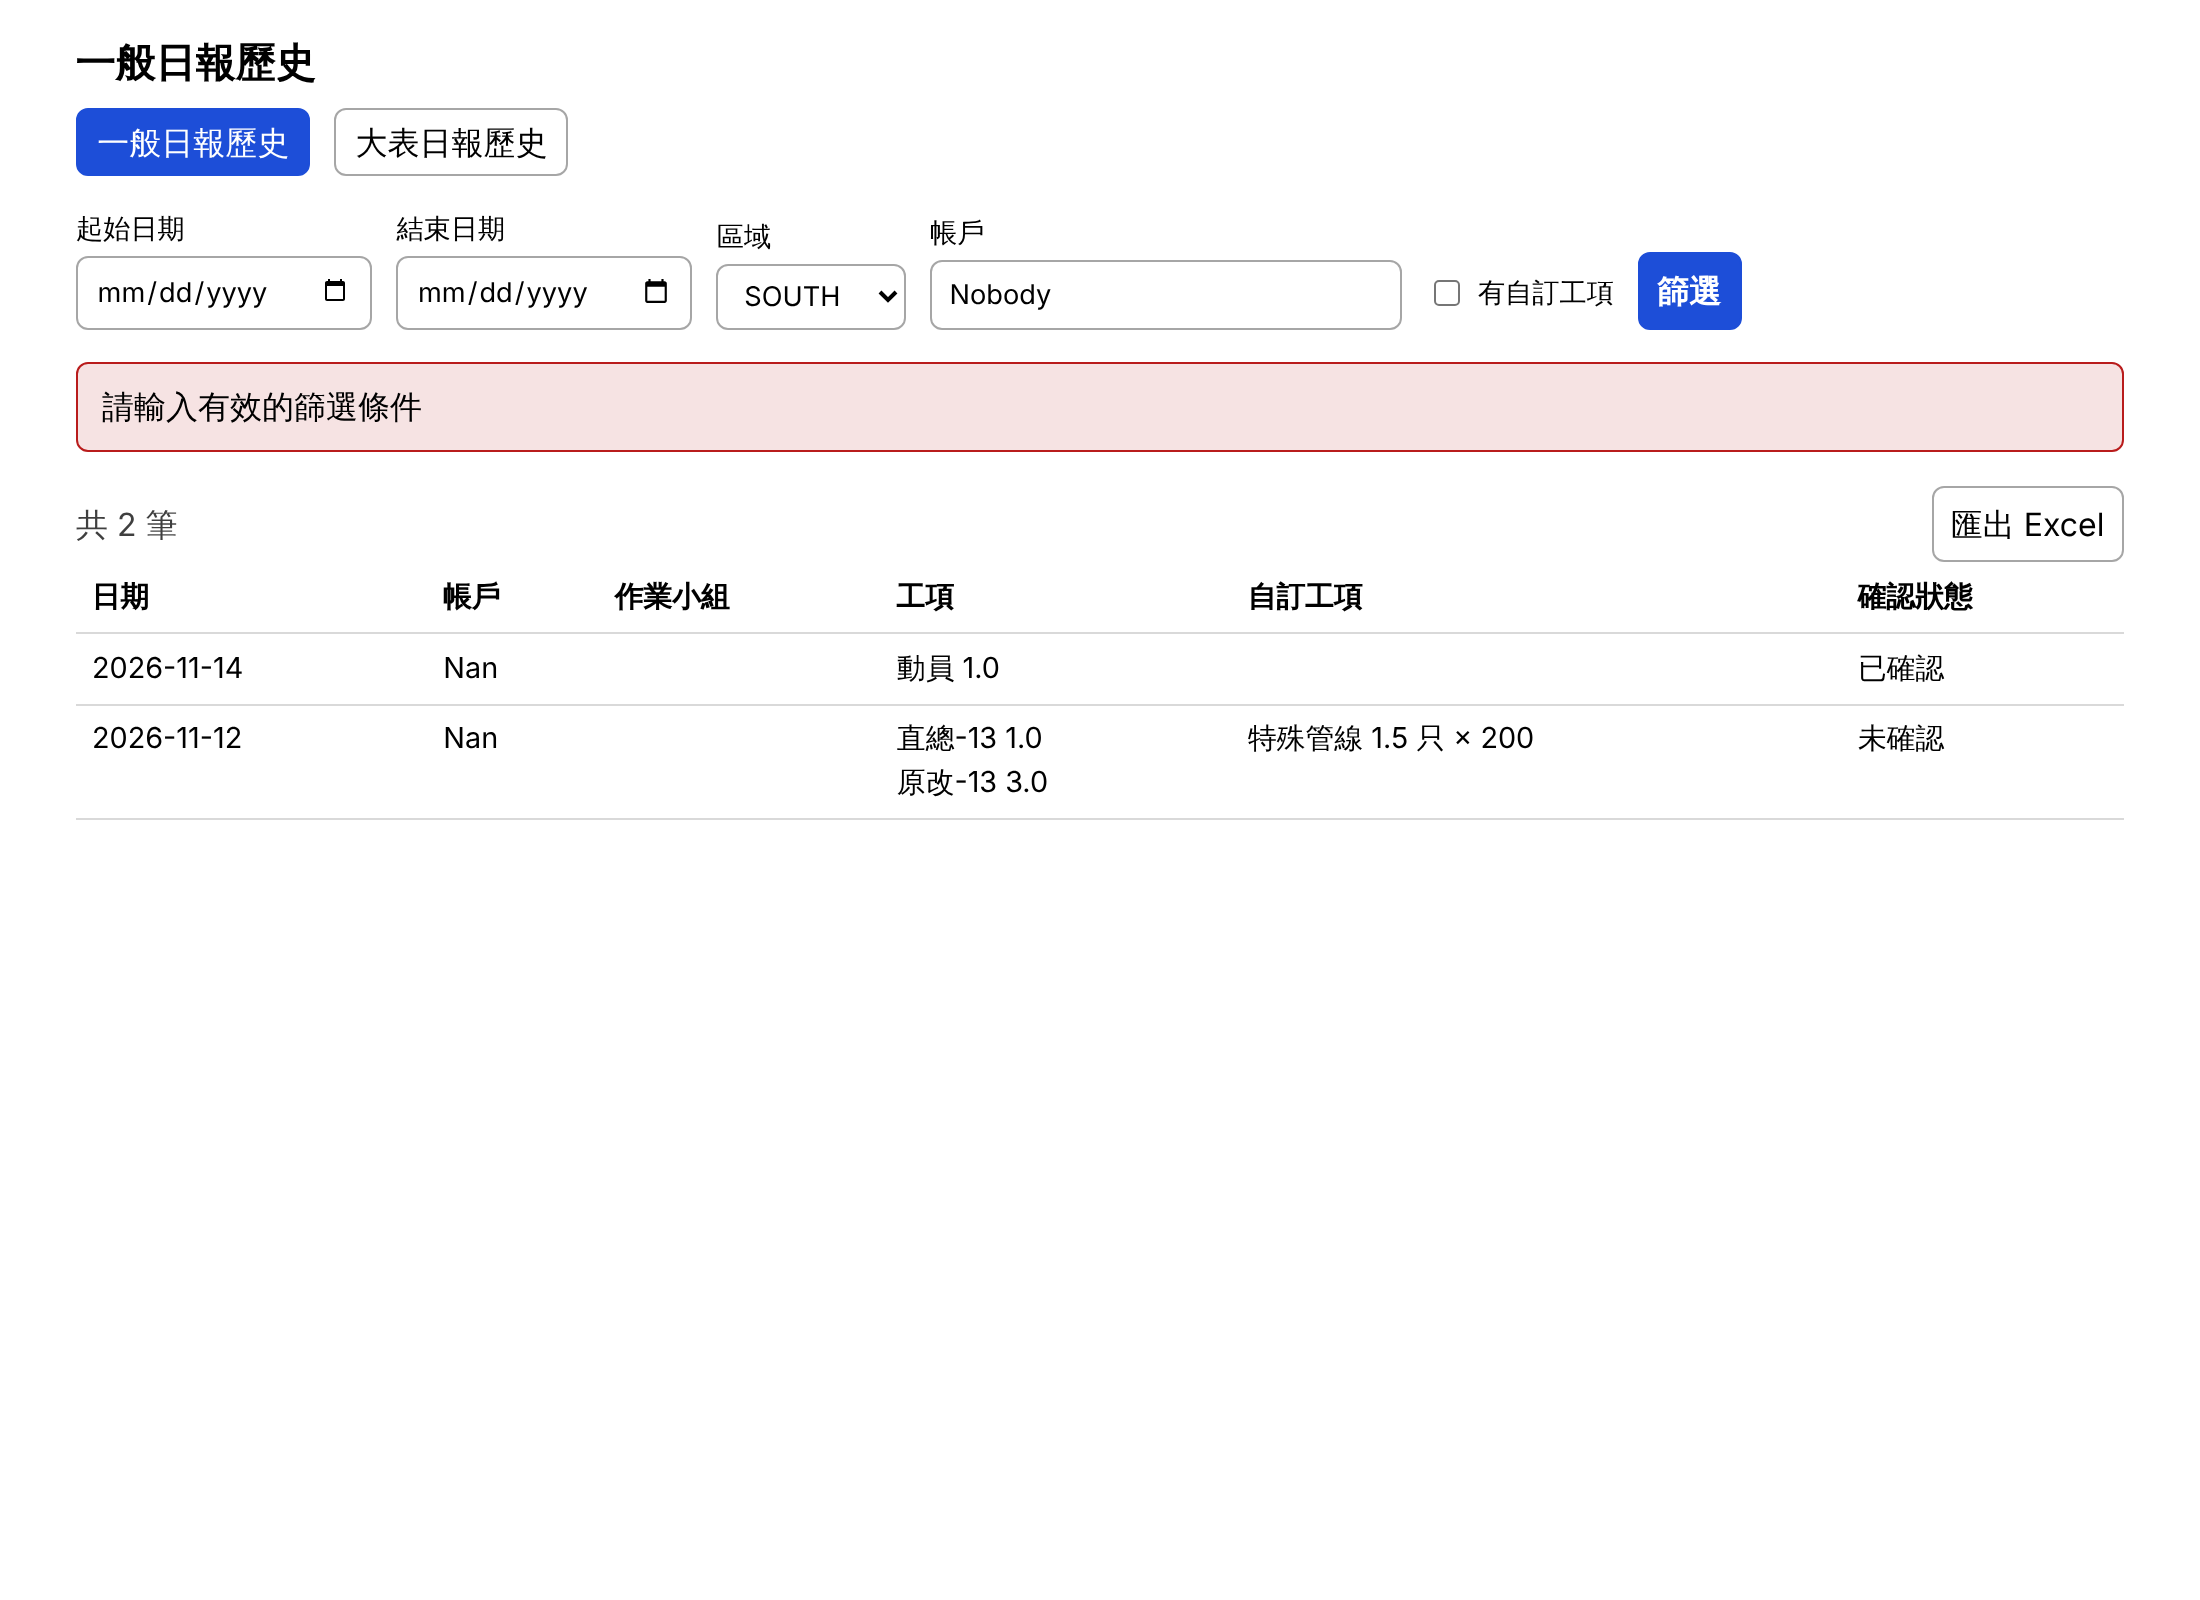 一般日報歷史
一般日報歷史 大表日報歷史
起始日期 結束日期 區域 帳戶
mm/dd/yyyy mm/dd/yyyy SOUTH Nobody 有自訂工項 篩選
請輸入有效的篩選條件
共 2 筆 匯出 Excel
日期 帳戶 作業小組 工項 自訂工項 確認狀態
2026-11-14 Nan 動員 1.0 已確認
2026-11-12 Nan 直總-13 1.0 特殊管線 1.5 只 × 200 未確認
原改-13 3.0